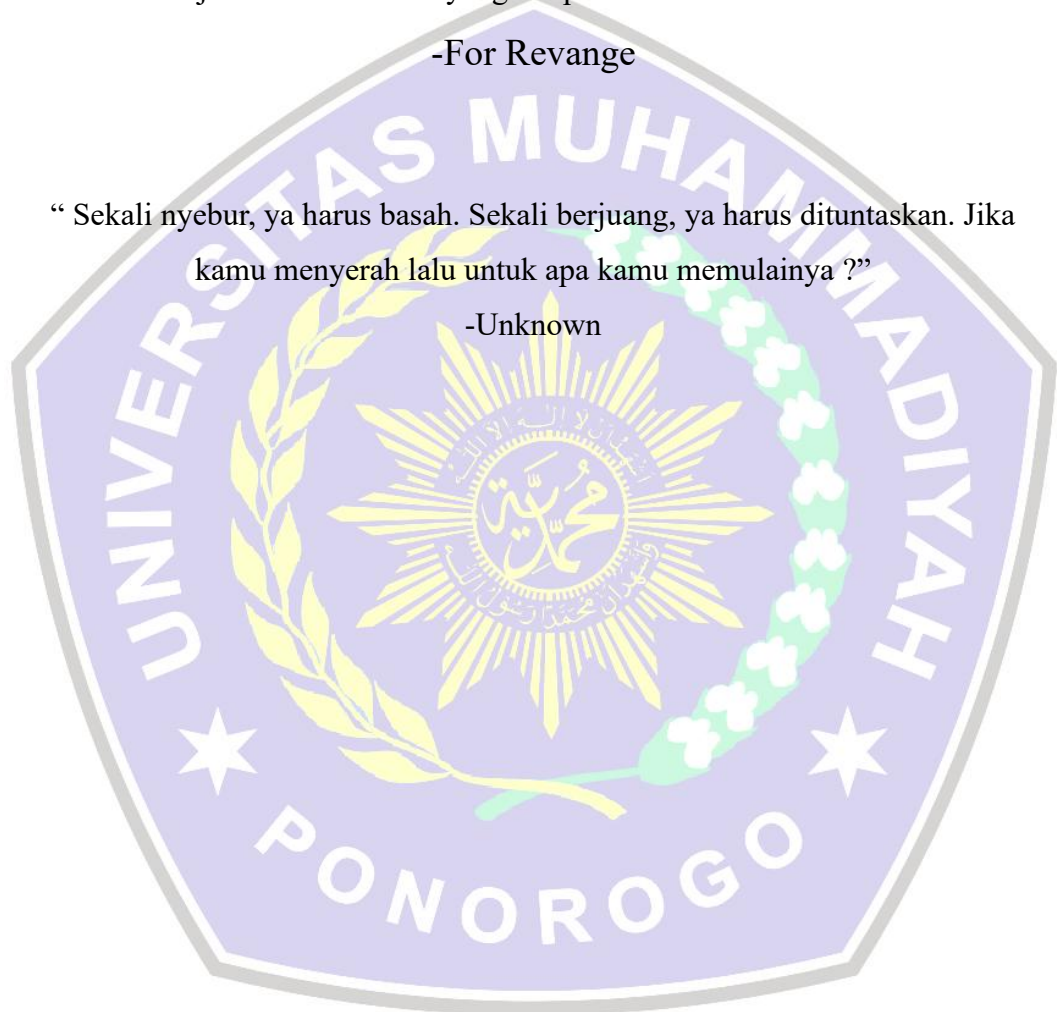 -For Revange
“ Sekali nyebur, ya harus basah. Sekali berjuang, ya harus dituntaskan. Jika
kamu menyerah lalu untuk apa kamu memulainya ?”
-Unknown
UNIVERSITAS MUHAMMADIYAH
محمدية
PONOROGO